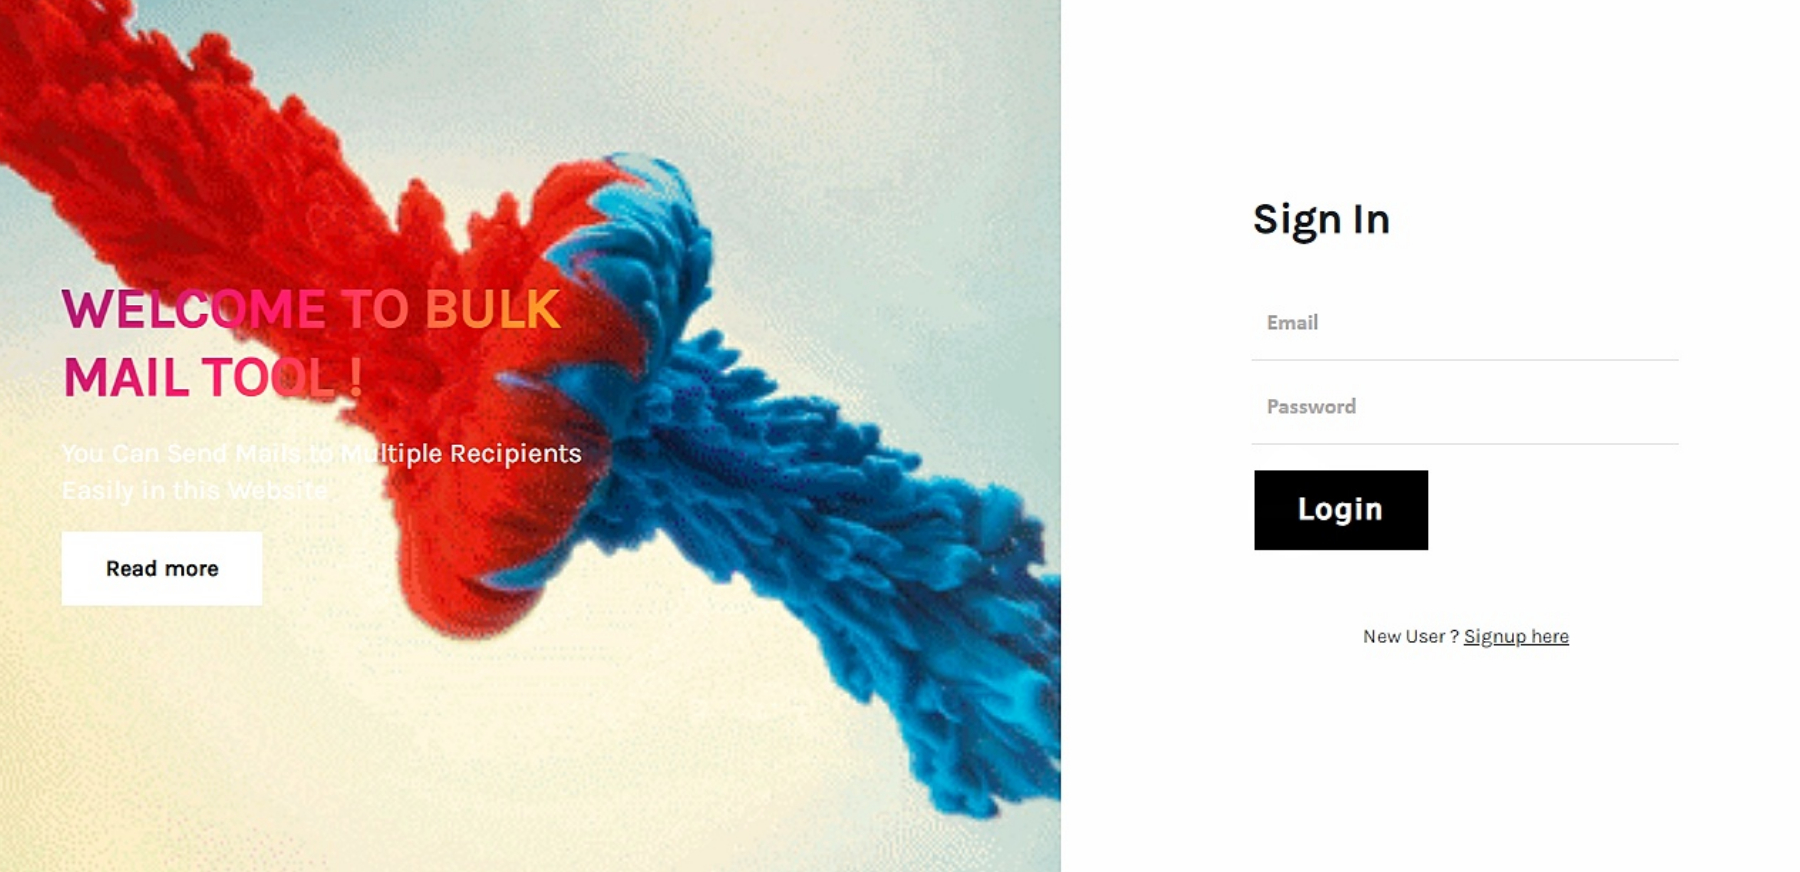 WELCOME TO BULK
MAIL TOOL !
You Can Send Mails to Multiple Recipients
Easily in this Website
Read more
Sign In
Email
Password
Login
New User ? Signup here